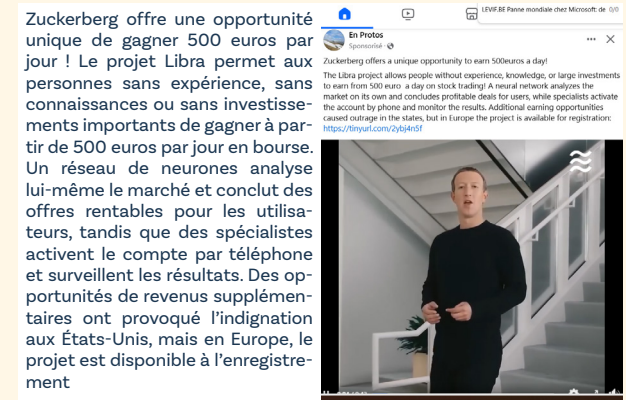 Zuckerberg offre une opportunité
unique de gagner 500 euros par
jour ! Le projet Libra permet aux
personnes sans expérience, sans
connaissances ou sans investisse-
ments importants de gagner à par-
tir de 500 euros par jour en bourse.
Un réseau de neurones analyse
lui-même le marché et conclut des
offres rentables pour les utilisa-
teurs, tandis que des spécialistes
activent le compte par téléphone
et surveillent les résultats. Des op-
portunités de revenus supplémen-
taires ont provoqué l'indignation
aux États-Unis, mais en Europe, le
projet est disponible à l'enregistre-
ment
LEVIF.BE Panne mondiale chez Microsoft: de 0/0
En Protos
Sponsorisé ·
Zuckerberg offers a unique opportunity to earn 500euros a day!
The Libra project allows people without experience, knowledge, or large investments
to earn from 500 euro a day on stock trading! A neural network analyzes the
market on its own and concludes profitable deals for users, while specialists activate
the account by phone and monitor the results. Additional earning opportunities
caused outrage in the states, but in Europe the project is available for registration:
https://tinyurl.com/2ybj4n5f